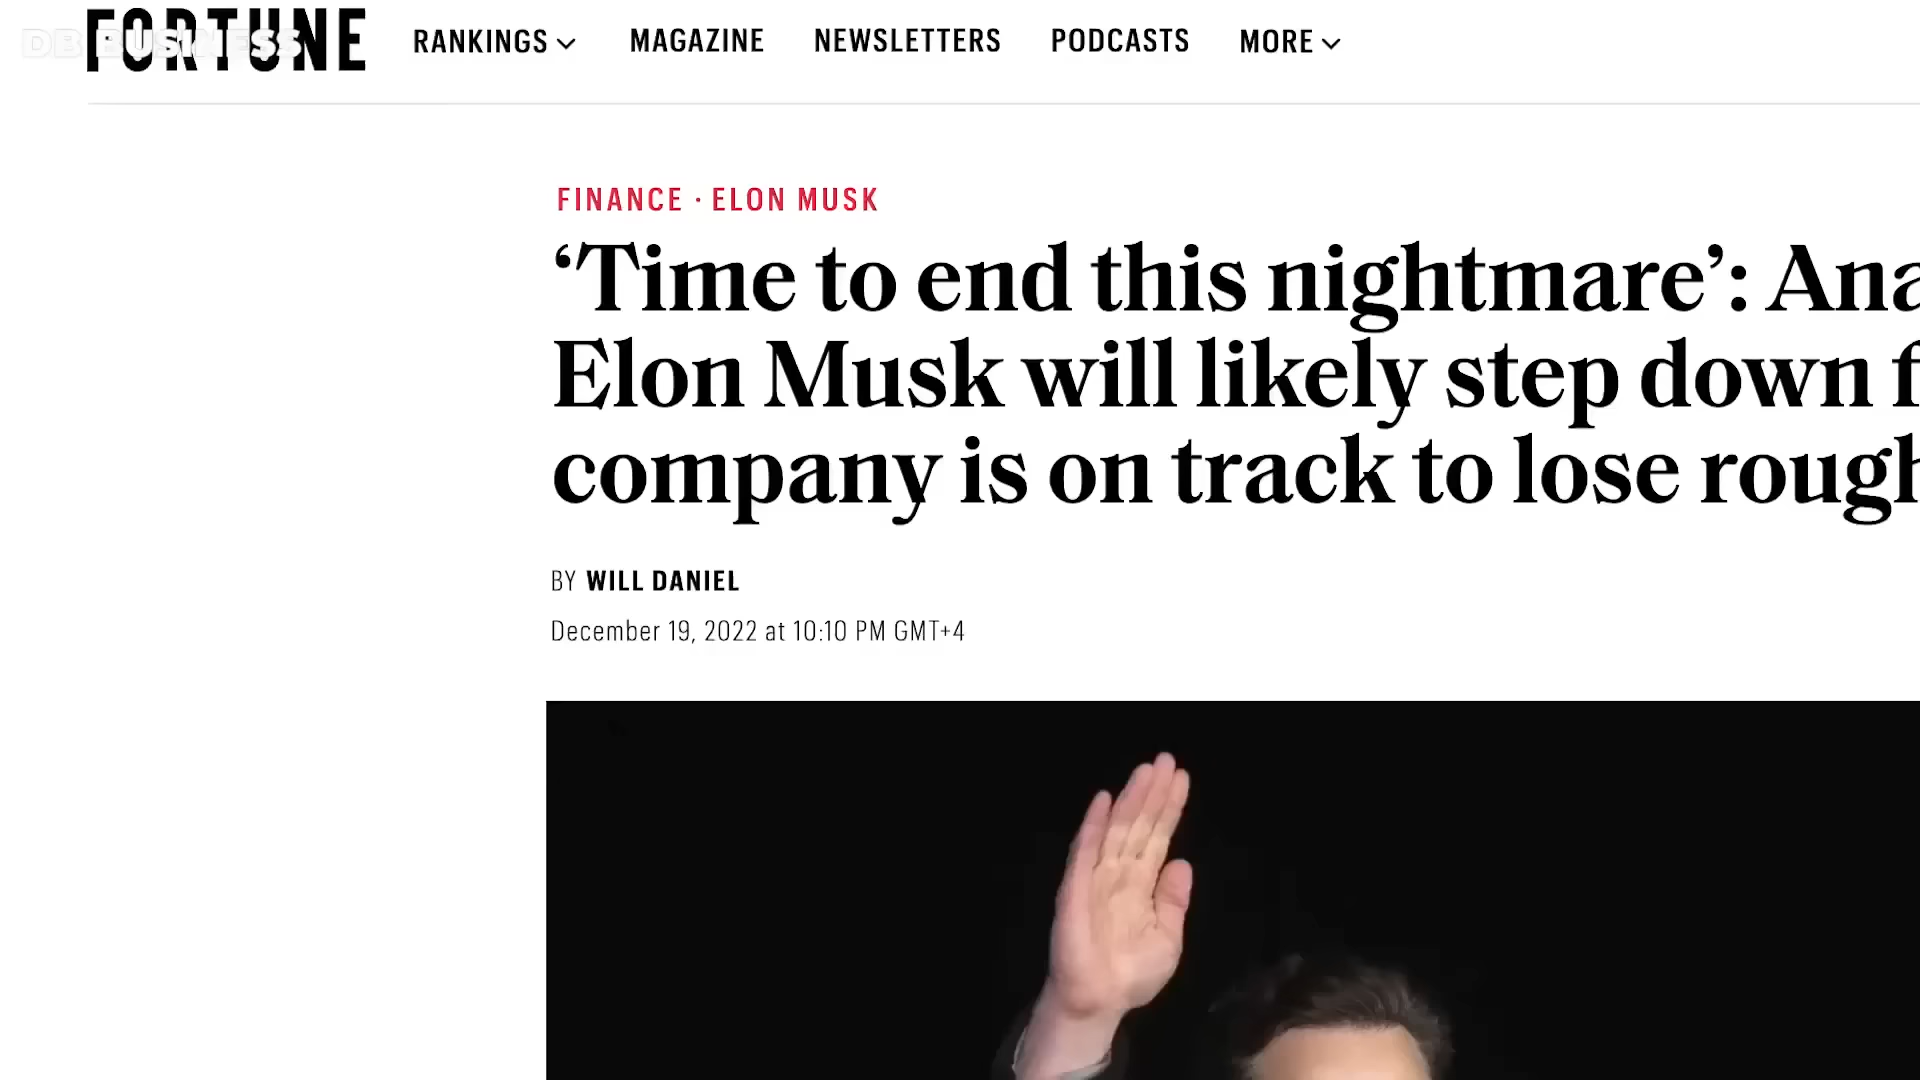 DB BUSINESS
FORTUNE
RANKINGS
MAGAZINE
NEWSLETTERS
PODCASTS
MORE
FINANCE · ELON MUSK
‘Time to end this nightmare’: Ana
Elon Musk will likely step down f
company is on track to lose rough
BY WILL DANIEL
December 19, 2022 at 10:10 PM GMT+4